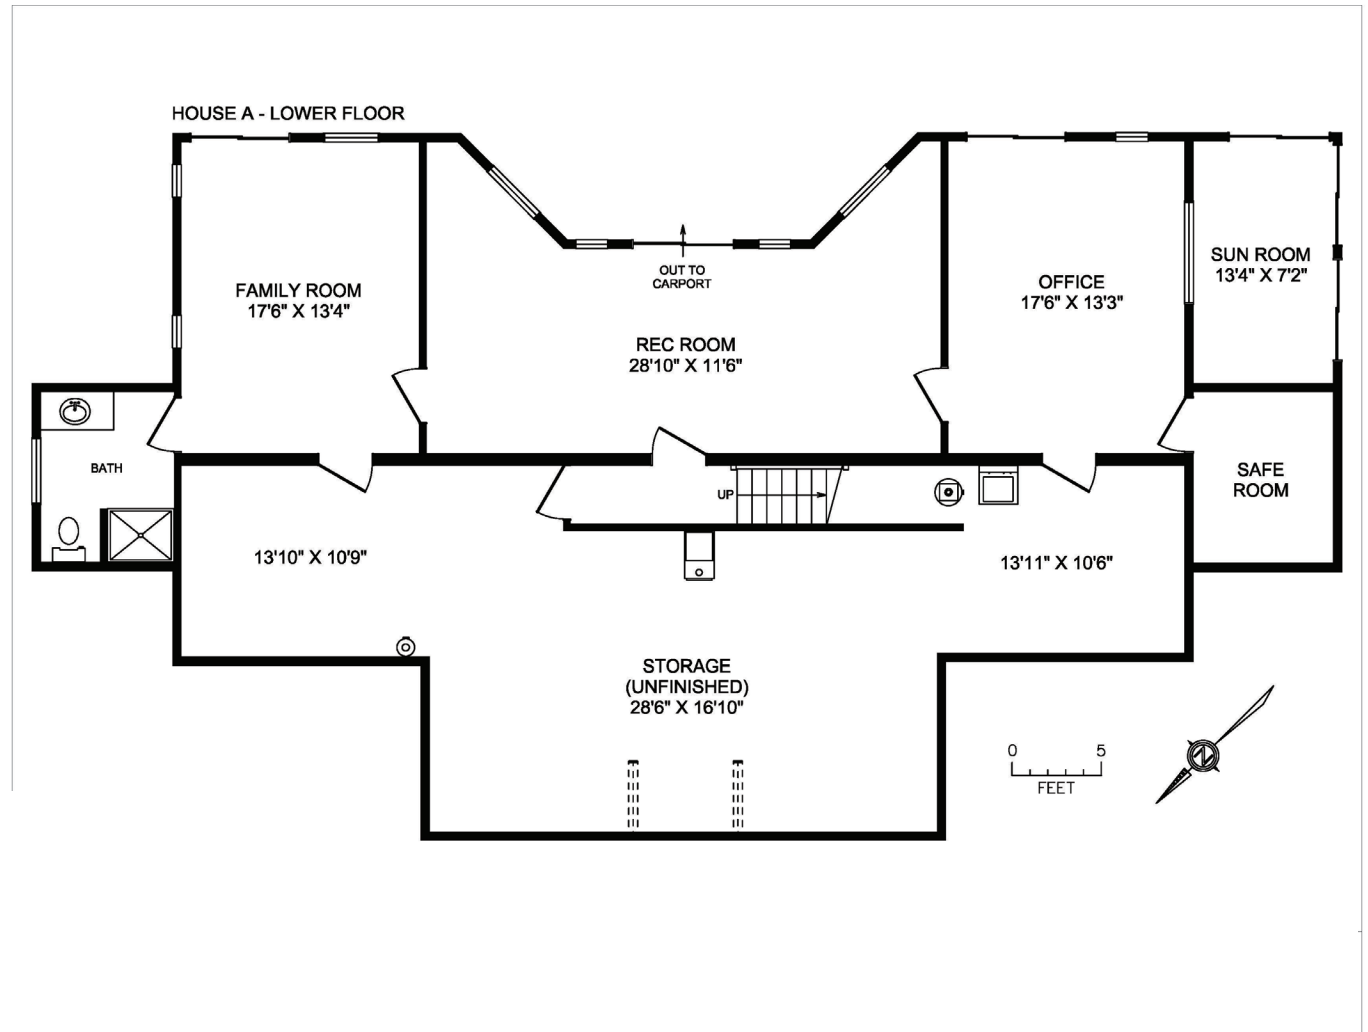 HOUSE A - LOWER FLOOR
FAMILY ROOM
17'6" X 13'4"
OUT TO
CARPORT
REC ROOM
28'10" X 11'6"
OFFICE
17'6" X 13'3"
SUN ROOM
13'4" X 7'2"
BATH
SAFE
ROOM
UP
13'10" X 10'9"
13'11" X 10'6"
STORAGE
(UNFINISHED)
28'6" X 16'10"
0 5
FEET
N